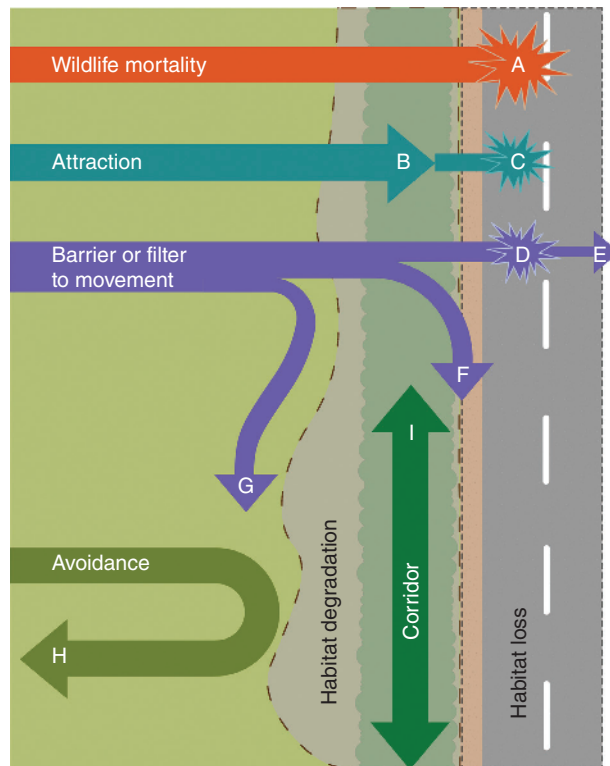 Wildlife mortality
A
Attraction
B
C
Barrier or filter
to movement
D
E
F
G
I
Avoidance
H
Habitat degradation
Corridor
Habitat loss